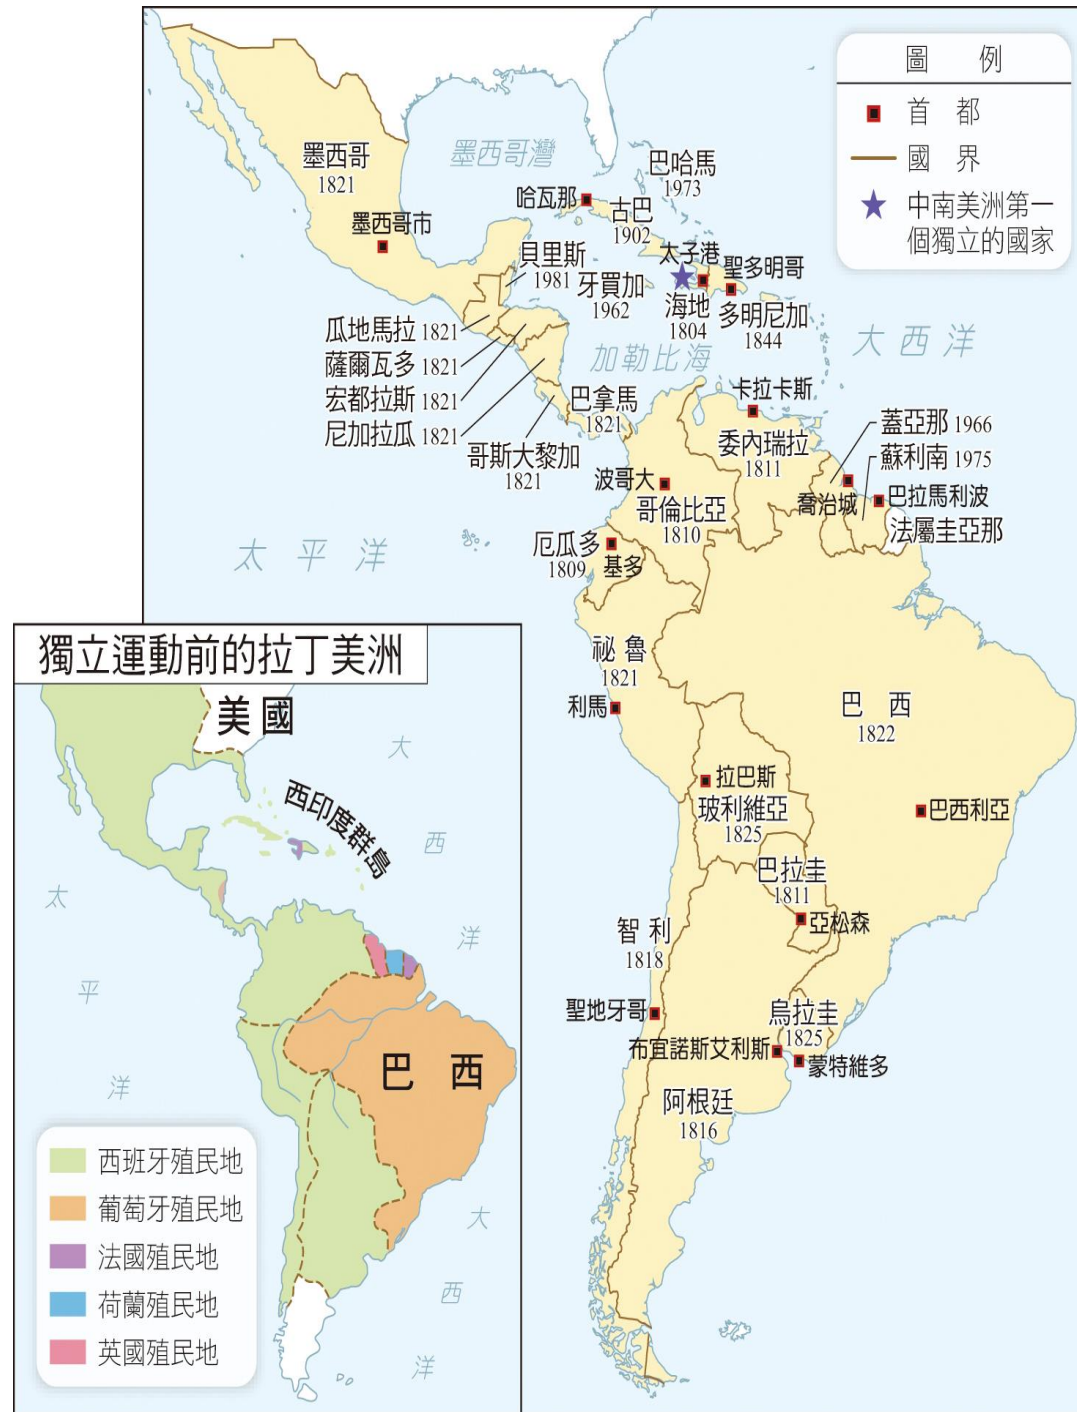 圖 例
首 都
國 界
中南美洲第一
個獨立的國家
墨西哥
1821
墨西哥市
墨西哥灣
哈瓦那
古巴
1902
巴哈馬
1973
貝里斯
1981
牙買加
1962
太子港
海地
1804
聖多明哥
多明尼加
1844
大西洋
加勒比海
瓜地馬拉 1821
薩爾瓦多 1821
宏都拉斯 1821
尼加拉瓜 1821
哥斯大黎加
1821
巴拿馬
1821
卡拉卡斯
委內瑞拉
1811
蓋亞那 1966
蘇利南 1975
喬治城
巴拉馬利波
法屬圭亞那
波哥大
哥倫比亞
1810
厄瓜多
1809
基多
太平洋
祕魯
1821
利馬
巴 西
1822
巴西利亞
拉巴斯
玻利維亞
1825
巴拉圭
1811
亞松森
智利
1818
聖地牙哥
烏拉圭
1825
布宜諾斯艾利斯
蒙特維多
阿根廷
1816
獨立運動前的拉丁美洲
美國
西印度群島
大西洋
太平洋
巴 西
大西洋
西班牙殖民地
葡萄牙殖民地
法國殖民地
荷蘭殖民地
英國殖民地